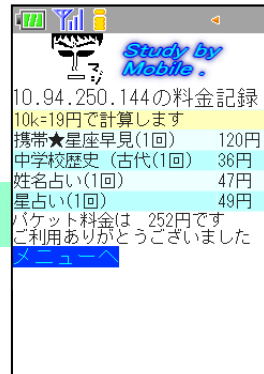 マジ
Study by
Mobile .
10.94.250.144の料金記録
10k=19円で計算します
携帯★星座早見(1回) 120円
中学校歴史（古代(1回) 36円
姓名占い(1回) 47円
星占い(1回) 49円
パケット料金は 252円です
ご利用ありがとうございました
メニューへ